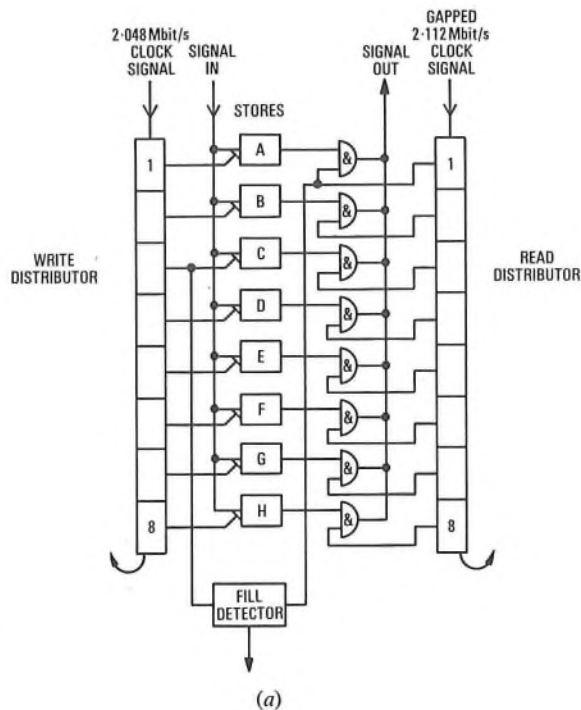 2·048 Mbit/s
CLOCK
SIGNAL
SIGNAL
IN
SIGNAL
OUT
GAPPED
2·112 Mbit/s
CLOCK
SIGNAL
STORES
1
A
&
1
B
&
WRITE
DISTRIBUTOR
C
&
READ
DISTRIBUTOR
D
&
E
&
F
&
G
&
8
H
&
8
FILL
DETECTOR
(a)